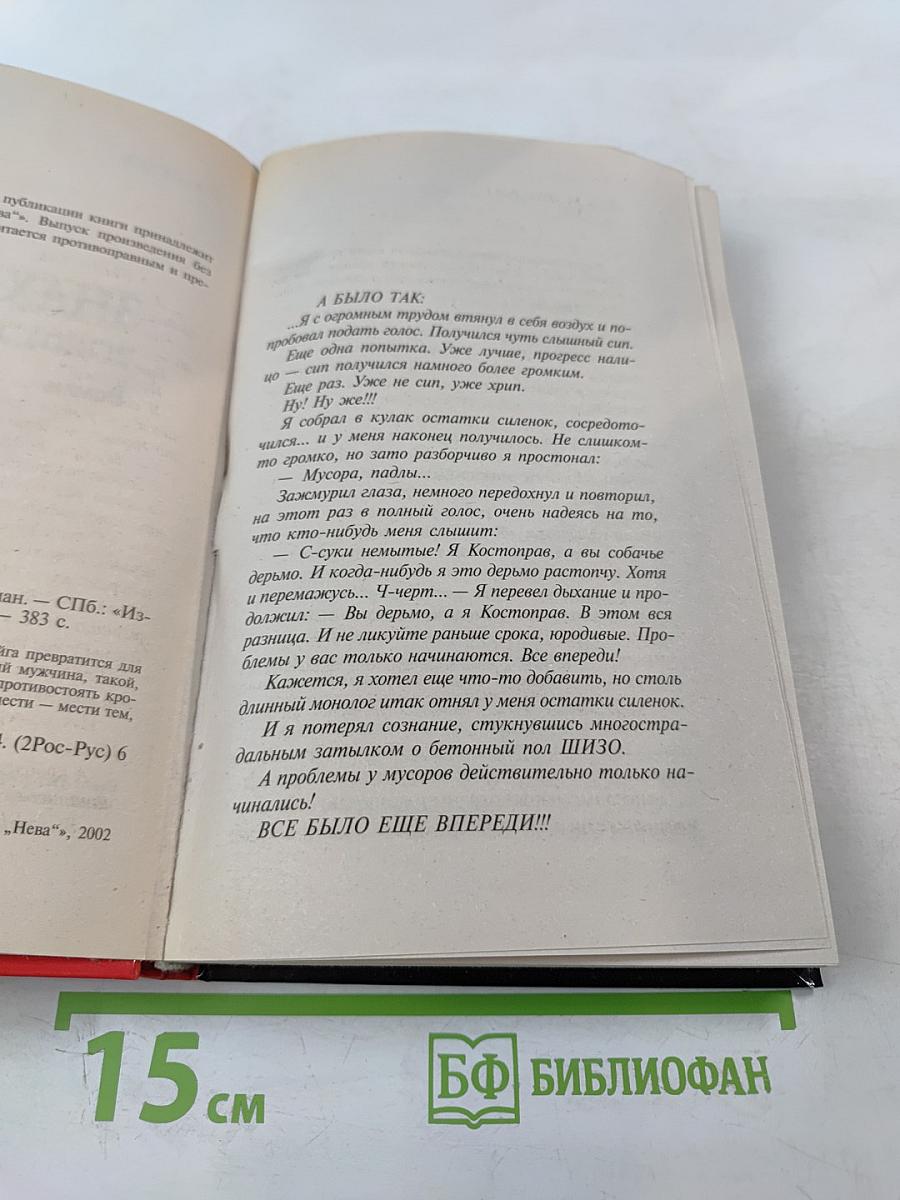 публикации книги принадлежит
ва“». Выпуск произведения без
итается противоправным и пре-
ман. — СПб.: «Из-
— 383 с.
йга превратится для
ий мужчина, такой,
противостоять кро-
мести — мести тем,
4. (2Рос-Рус) 6
„Нева“», 2002
А БЫЛО ТАК:
...Я с огромным трудом втянул в себя воздух и по-
пробовал подать голос. Получился чуть слышный сип.
Еще одна попытка. Уже лучше, прогресс нали-
цо — сип получился намного более громким.
Еще раз. Уже не сип, уже хрип.
Ну! Ну же!!!
Я собрал в кулак остатки силенок, сосредото-
чился... и у меня наконец получилось. Не слишком-
то громко, но зато разборчиво я простонал:
— Мусора, падлы...
Зажмурил глаза, немного передохнул и повторил,
на этот раз в полный голос, очень надеясь на то,
что кто-нибудь меня слышит:
— С-суки немытые! Я Костоправ, а вы собачье
дерьмо. И когда-нибудь я это дерьмо растопчу. Хотя
и перемажусь... Ч-черт... — Я перевел дыхание и про-
должил: — Вы дерьмо, а я Костоправ. В этом вся
разница. И не ликуйте раньше срока, юродивые. Про-
блемы у вас только начинаются. Все впереди!
Кажется, я хотел еще что-то добавить, но столь
длинный монолог итак отнял у меня остатки силенок.
И я потерял сознание, стукнувшись многостра-
дальным затылком о бетонный пол ШИЗО.
А проблемы у мусоров действительно только на-
чинались!
ВСЕ БЫЛО ЕЩЕ ВПЕРЕДИ!!!
15 см
БФ БИБЛИОФАН